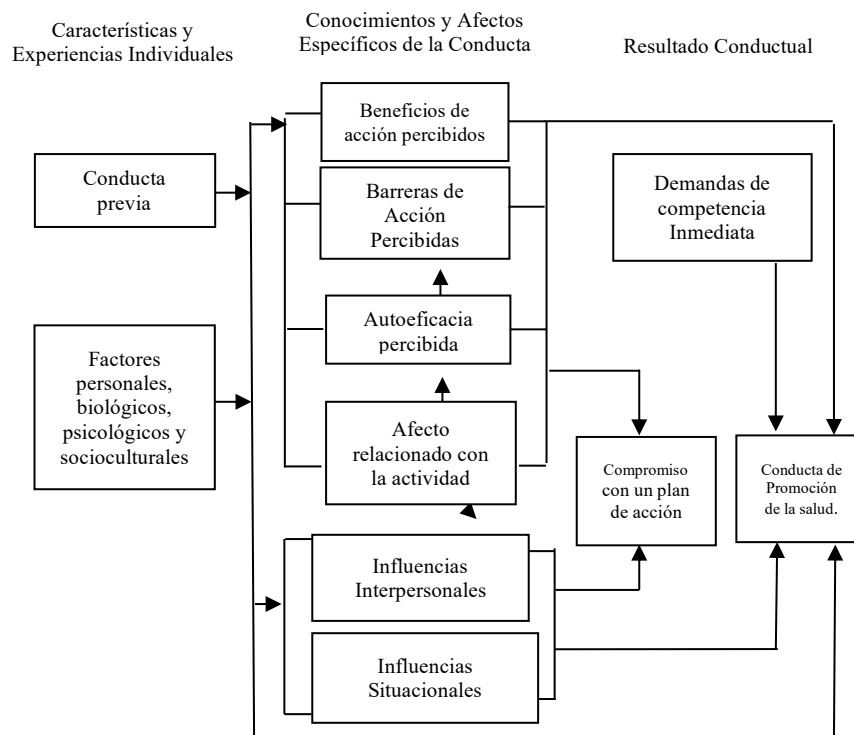 Características y
Experiencias Individuales
Conocimientos y Afectos
Específicos de la Conducta
Resultado Conductual
Beneficios de
acción percibidos
Conducta
previa
Barreras de
Acción
Percibidas
Demandas de
competencia
Inmediata
Factores
personales,
biológicos,
psicológicos y
socioculturales
Autoeficacia
percibida
Afecto
relacionado con
la actividad
Compromiso
con un plan
de acción
Conducta de
Promoción
de la salud.
Influencias
Interpersonales
Influencias
Situacionales